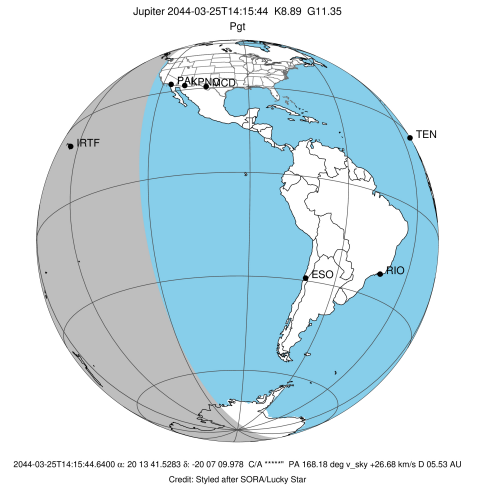 Jupiter 2044-03-25T14:15:44  K8.89  G11.35
Pgt
PAL KPNO MCD
TEN
IRTF
ESO
RIO
2044-03-25T14:15:44.6400 α: 20 13 41.5283 δ: -20 07 09.978  C/A *****"  PA 168.18 deg v_sky +26.68 km/s D 05.53 AU
Credit: Styled after SORA/Lucky Star